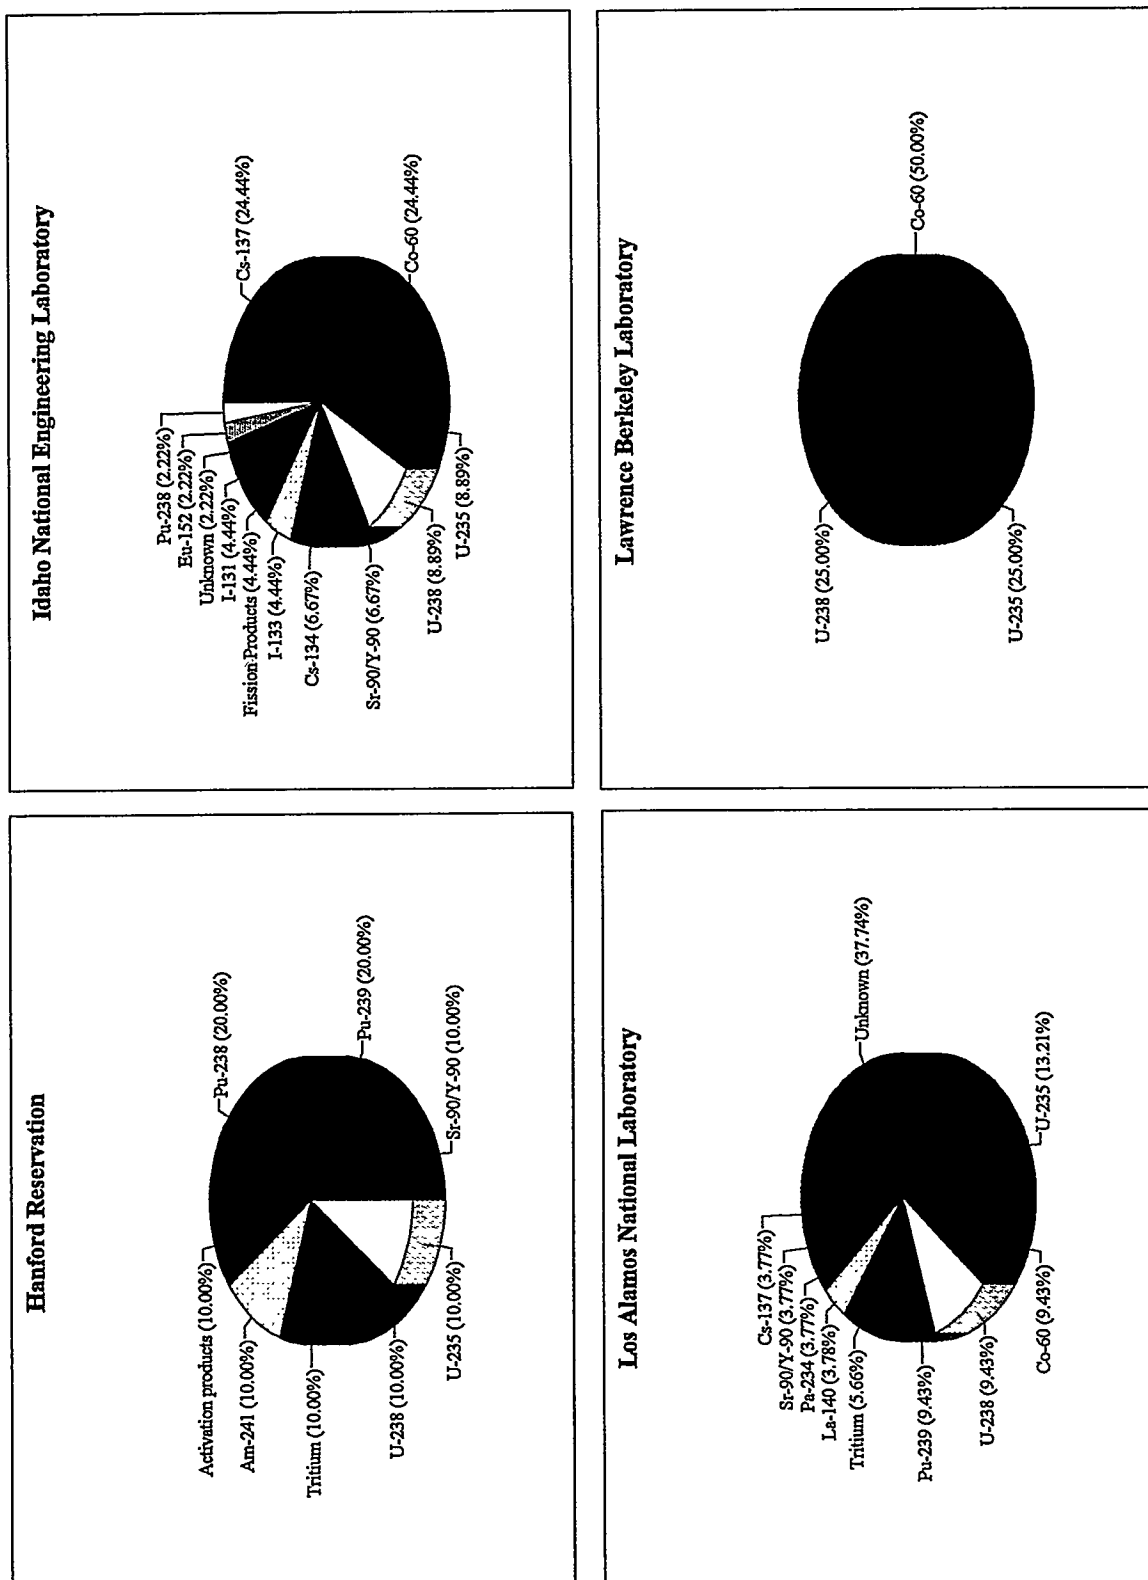 Hanford Reservation
Pu-238 (20.00%)
Pu-239 (20.00%)
Sr-90/Y-90 (10.00%)
U-235 (10.00%)
U-238 (10.00%)
Tritium (10.00%)
Am-241 (10.00%)
Activation products (10.00%)
Idaho National Engineering Laboratory
Cs-137 (24.44%)
Co-60 (24.44%)
U-235 (8.89%)
U-238 (8.89%)
Sr-90/Y-90 (6.67%)
Cs-134 (6.67%)
I-133 (4.44%)
Fission Products (4.44%)
I-131 (4.44%)
Unknown (2.22%)
Eu-152 (2.22%)
Pu-238 (2.22%)
Los Alamos National Laboratory
Unknown (37.74%)
U-235 (13.21%)
Co-60 (9.43%)
U-238 (9.43%)
Pu-239 (9.43%)
Tritium (5.66%)
La-140 (3.78%)
Pa-234 (3.77%)
Sr-90/Y-90 (3.77%)
Cs-137 (3.77%)
Lawrence Berkeley Laboratory
Co-60 (50.00%)
U-235 (25.00%)
U-238 (25.00%)